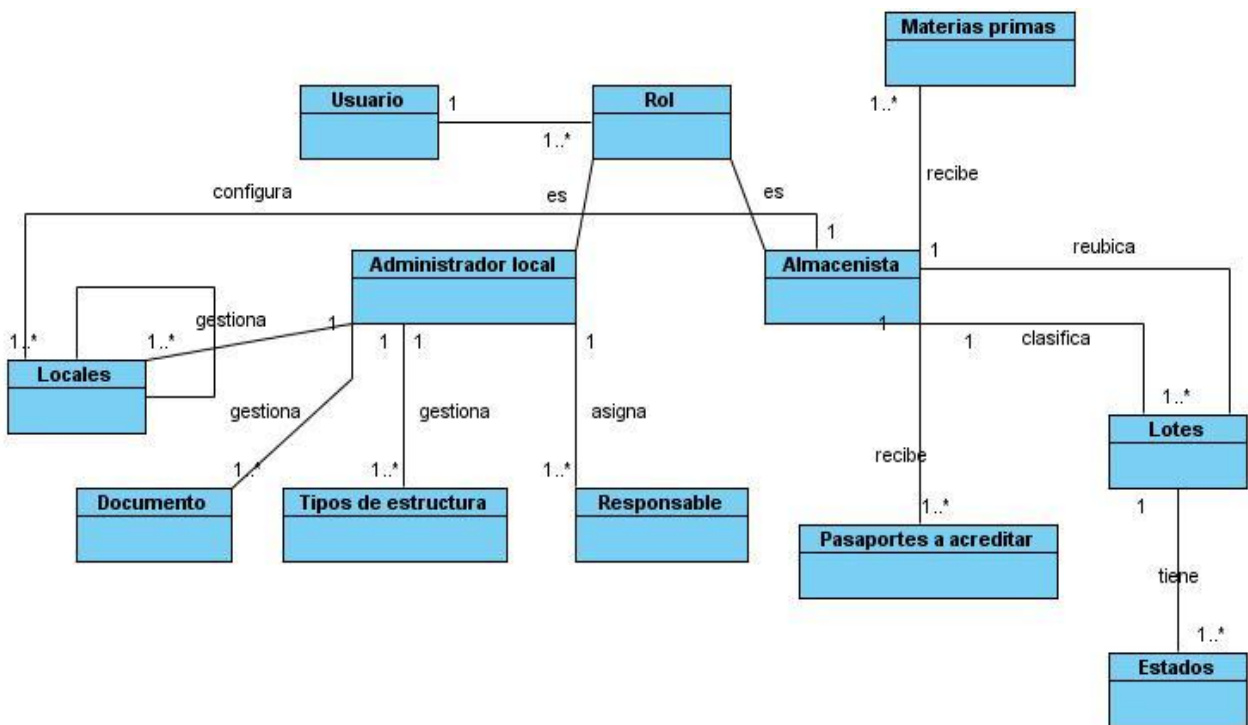 Materias primas
Usuario
1
Rol
1..*
1..*
recibe
configura
es
es
1
Administrador local
Almacenista
1
reubica
gestiona
1
1
1
1..*
1..*
1
1
1
clasifica
Locales
1..*
gestiona
gestiona
asigna
Lotes
recibe
1..*
1..*
1..*
Documento
Tipos de estructura
Responsable
1..*
1
Pasaportes a acreditar
tiene
1..*
Estados